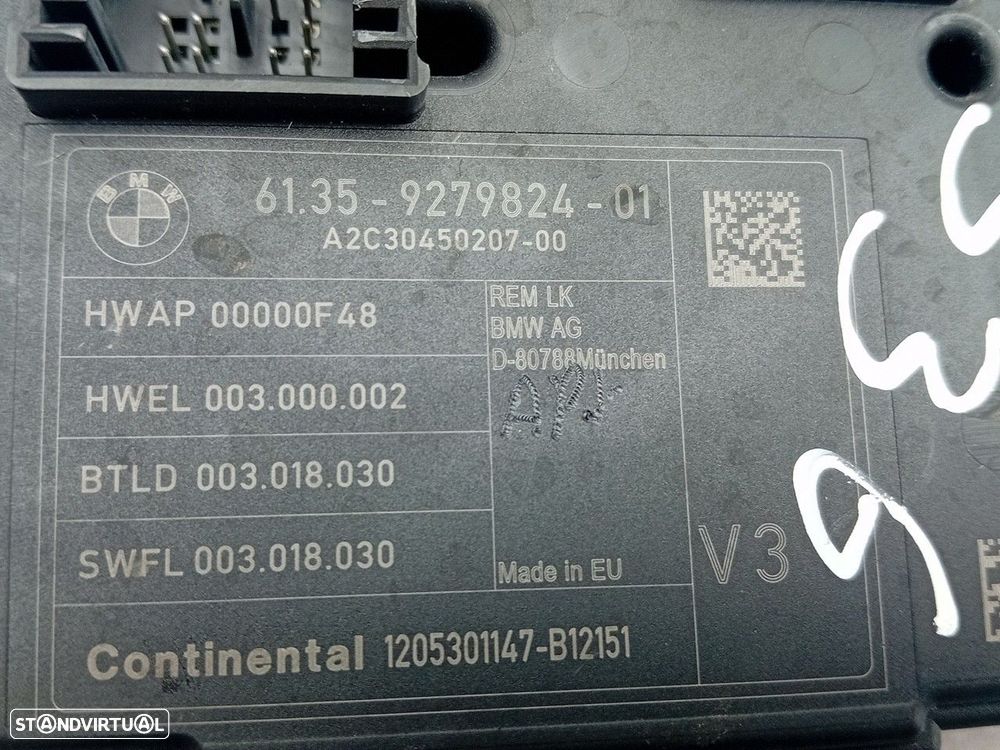 BMW
61.35 - 9279824 - 01
A2C30450207-00
HWAP 00000F48
HWEL 003.000.002
BTLD 003.018.030
SWFL 003.018.030
REM LK
BMW AG
D-80788München
Made in EU
V3
Continental 1205301147-B12151
STANDVIRTUAL